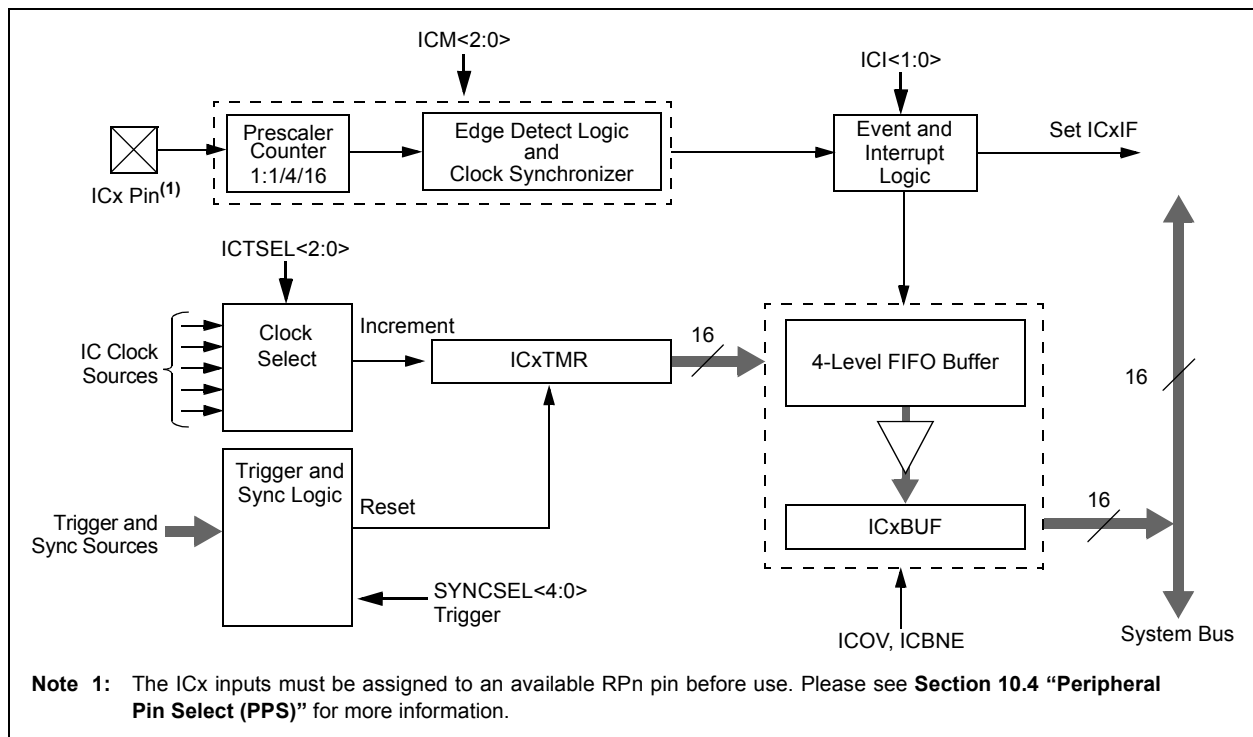 ICM<2:0>
ICI<1:0>
Prescaler
Counter
1:1/4/16
Edge Detect Logic
and
Clock Synchronizer
Event and
Interrupt
Logic
Set ICxIF
ICx Pin(1)
ICTSEL<2:0>
IC Clock
Sources
Clock
Select
Increment
ICxTMR
16
4-Level FIFO Buffer
16
Trigger and
Sync Logic
Reset
Trigger and
Sync Sources
ICxBUF
16
SYNCSEL<4:0>
Trigger
ICOV, ICBNE
System Bus
Note 1: The ICx inputs must be assigned to an available RPn pin before use. Please see Section 10.4 “Peripheral
Pin Select (PPS)” for more information.